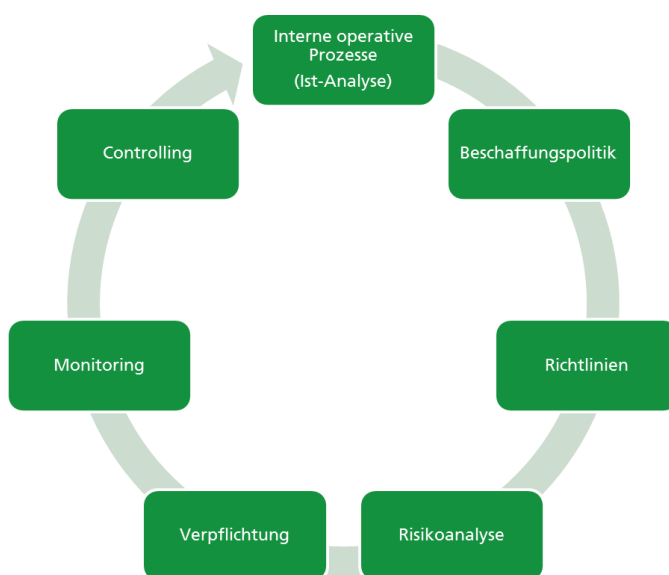 Interne operative
Prozesse
(Ist-Analyse)
Beschaffungspolitik
Richtlinien
Risikoanalyse
Verpflichtung
Monitoring
Controlling